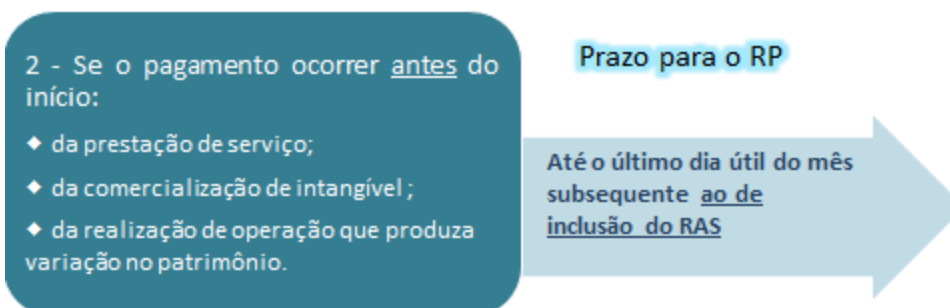 2 - Se o pagamento ocorrer antes do
início:
◆ da prestação de serviço;
◆ da comercialização de intangível ;
◆ da realização de operação que produza
variação no patrimônio.
Prazo para o RP
Até o último dia útil do mês
subsequente ao de
inclusão do RAS